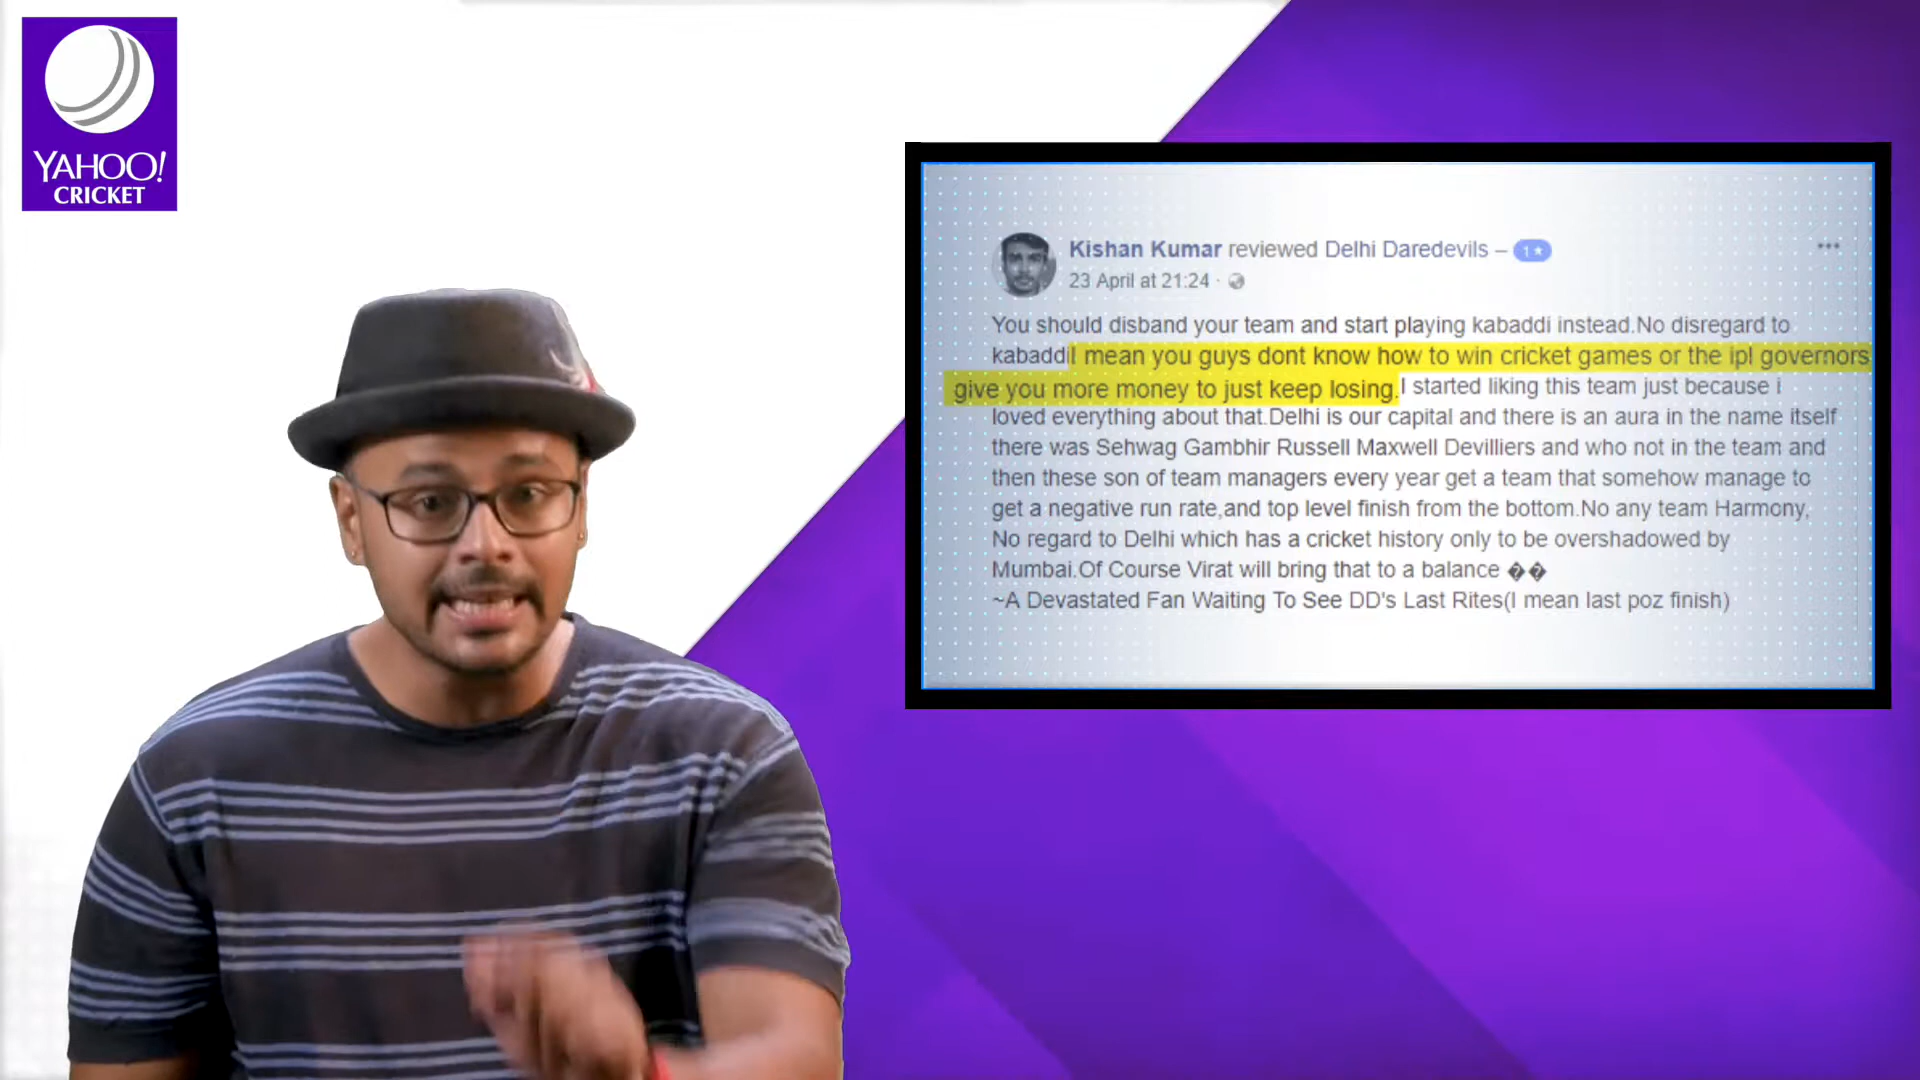 YAHOO!
CRICKET
Kishan Kumar reviewed Delhi Daredevils – 1★
23 April at 21:24 ·
You should disband your team and start playing kabaddi instead.No disregard to
kabaddiI mean you guys dont know how to win cricket games or the ipl governors
give you more money to just keep losing.I started liking this team just because i
loved everything about that.Delhi is our capital and there is an aura in the name itself
there was Sehwag Gambhir Russell Maxwell Devilliers and who not in the team and
then these son of team managers every year get a team that somehow manage to
get a negative run rate,and top level finish from the bottom.No any team Harmony,
No regard to Delhi which has a cricket history only to be overshadowed by
Mumbai.Of Course Virat will bring that to a balance ��
~A Devastated Fan Waiting To See DD's Last Rites(I mean last poz finish)